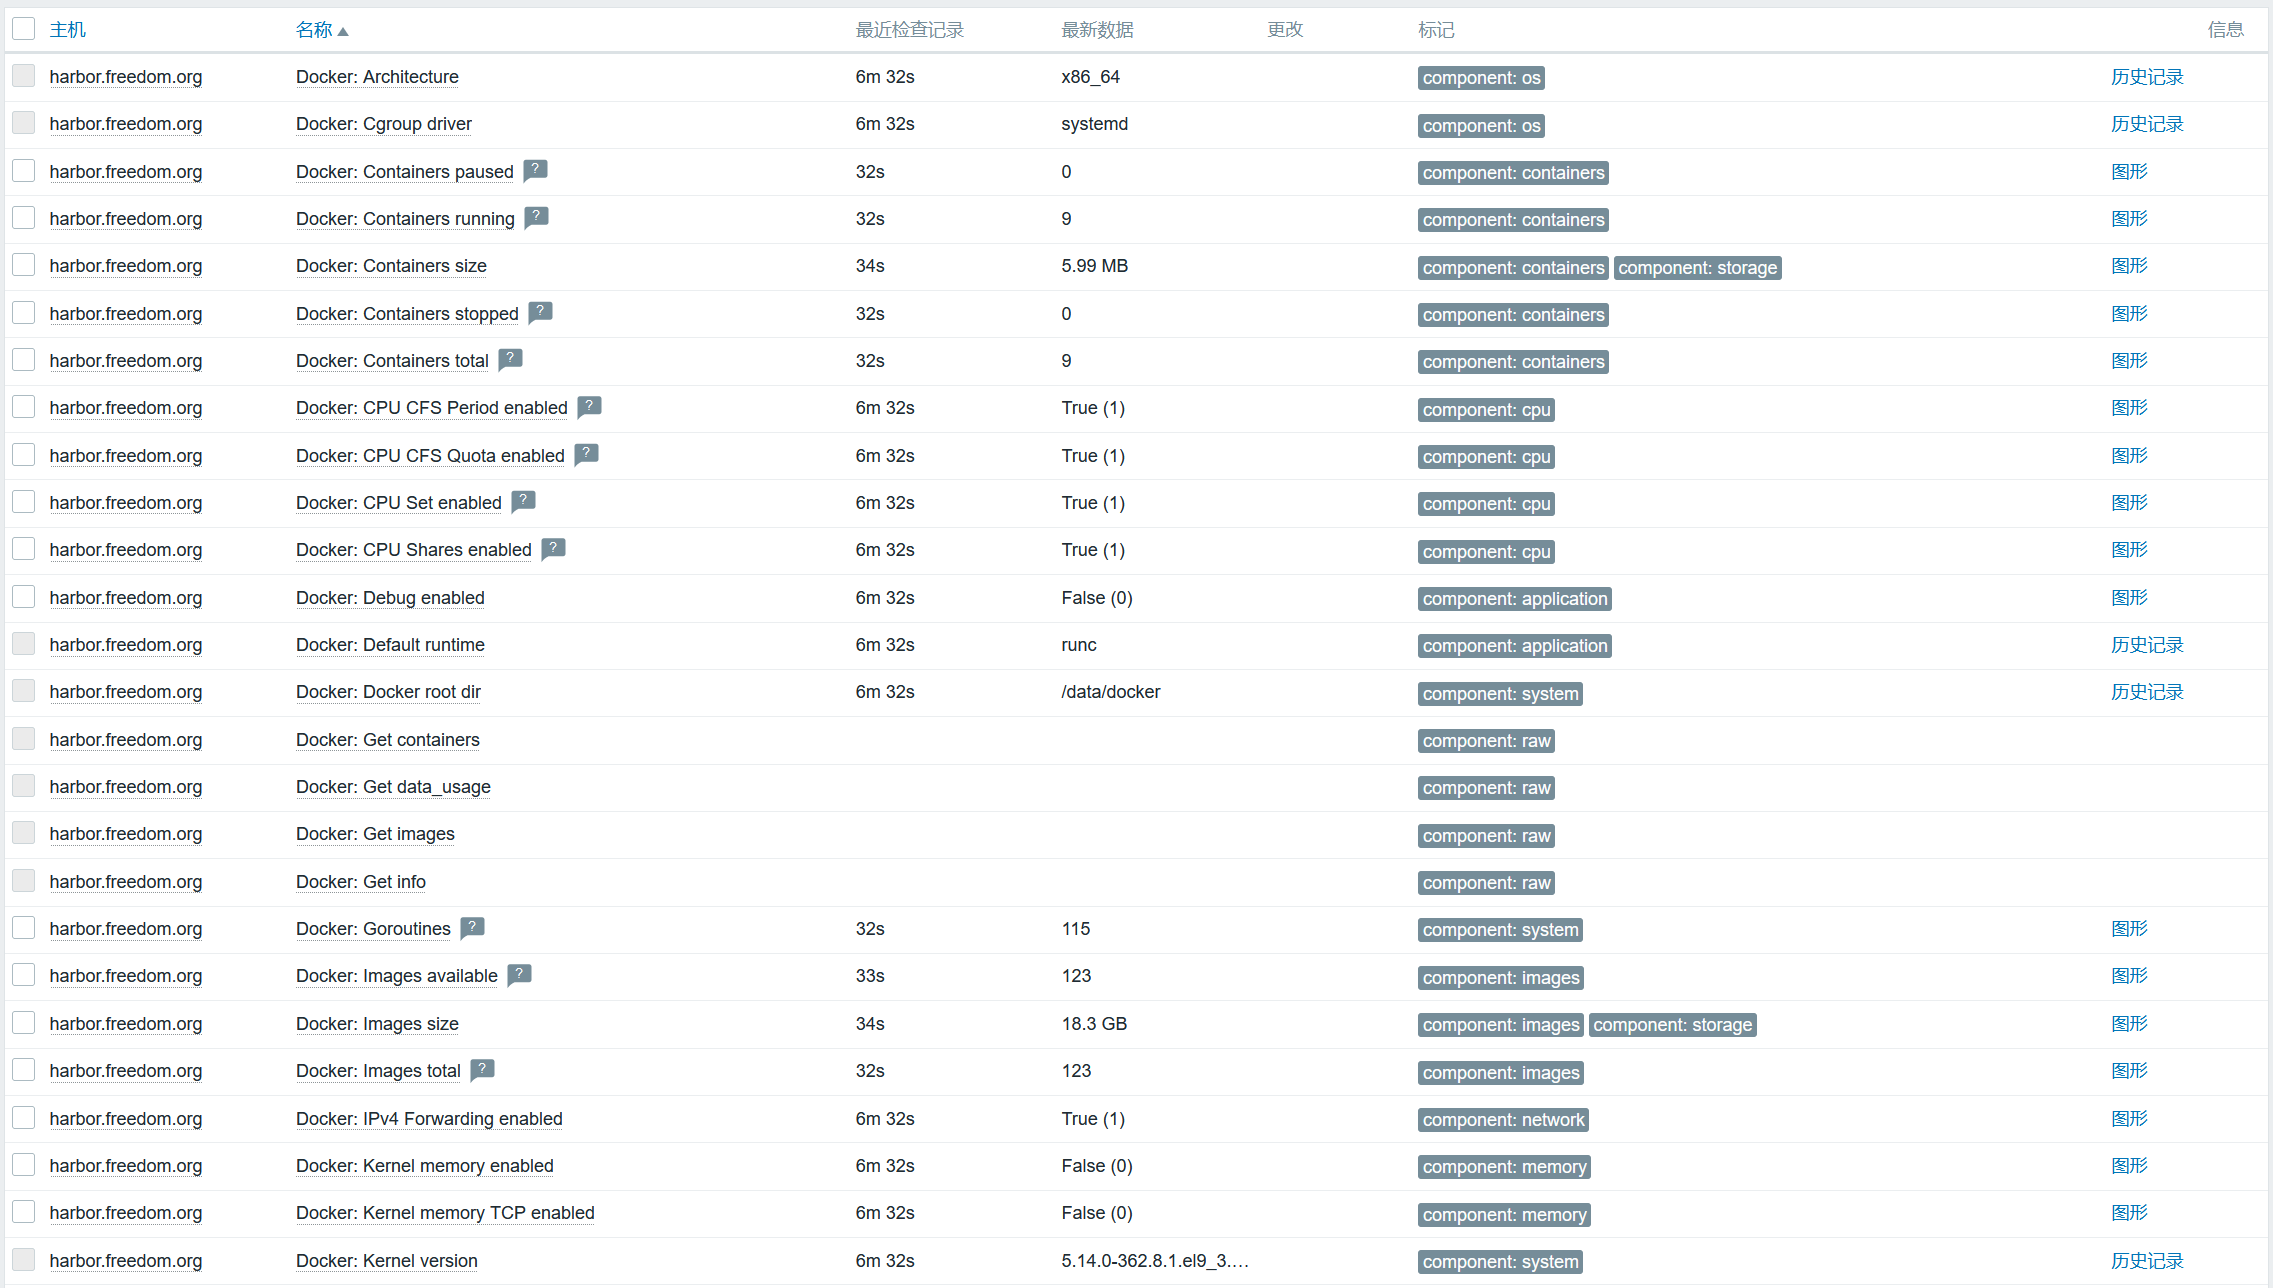 主机 名称 最近检查记录 最新数据 更改 标记 信息
harbor.freedom.org Docker: Architecture 6m 32s x86_64 component: os 历史记录
harbor.freedom.org Docker: Cgroup driver 6m 32s systemd component: os 历史记录
harbor.freedom.org Docker: Containers paused ? 32s 0 component: containers 图形
harbor.freedom.org Docker: Containers running ? 32s 9 component: containers 图形
harbor.freedom.org Docker: Containers size 34s 5.99 MB component: containers component: storage 图形
harbor.freedom.org Docker: Containers stopped ? 32s 0 component: containers 图形
harbor.freedom.org Docker: Containers total ? 32s 9 component: containers 图形
harbor.freedom.org Docker: CPU CFS Period enabled ? 6m 32s True (1) component: cpu 图形
harbor.freedom.org Docker: CPU CFS Quota enabled ? 6m 32s True (1) component: cpu 图形
harbor.freedom.org Docker: CPU Set enabled ? 6m 32s True (1) component: cpu 图形
harbor.freedom.org Docker: CPU Shares enabled ? 6m 32s True (1) component: cpu 图形
harbor.freedom.org Docker: Debug enabled 6m 32s False (0) component: application 图形
harbor.freedom.org Docker: Default runtime 6m 32s runc component: application 历史记录
harbor.freedom.org Docker: Docker root dir 6m 32s /data/docker component: system 历史记录
harbor.freedom.org Docker: Get containers component: raw
harbor.freedom.org Docker: Get data_usage component: raw
harbor.freedom.org Docker: Get images component: raw
harbor.freedom.org Docker: Get info component: raw
harbor.freedom.org Docker: Goroutines ? 32s 115 component: system 图形
harbor.freedom.org Docker: Images available ? 33s 123 component: images 图形
harbor.freedom.org Docker: Images size 34s 18.3 GB component: images component: storage 图形
harbor.freedom.org Docker: Images total ? 32s 123 component: images 图形
harbor.freedom.org Docker: IPv4 Forwarding enabled 6m 32s True (1) component: network 图形
harbor.freedom.org Docker: Kernel memory enabled 6m 32s False (0) component: memory 图形
harbor.freedom.org Docker: Kernel memory TCP enabled 6m 32s False (0) component: memory 图形
harbor.freedom.org Docker: Kernel version 6m 32s 5.14.0-362.8.1.el9_3.… component: system 历史记录